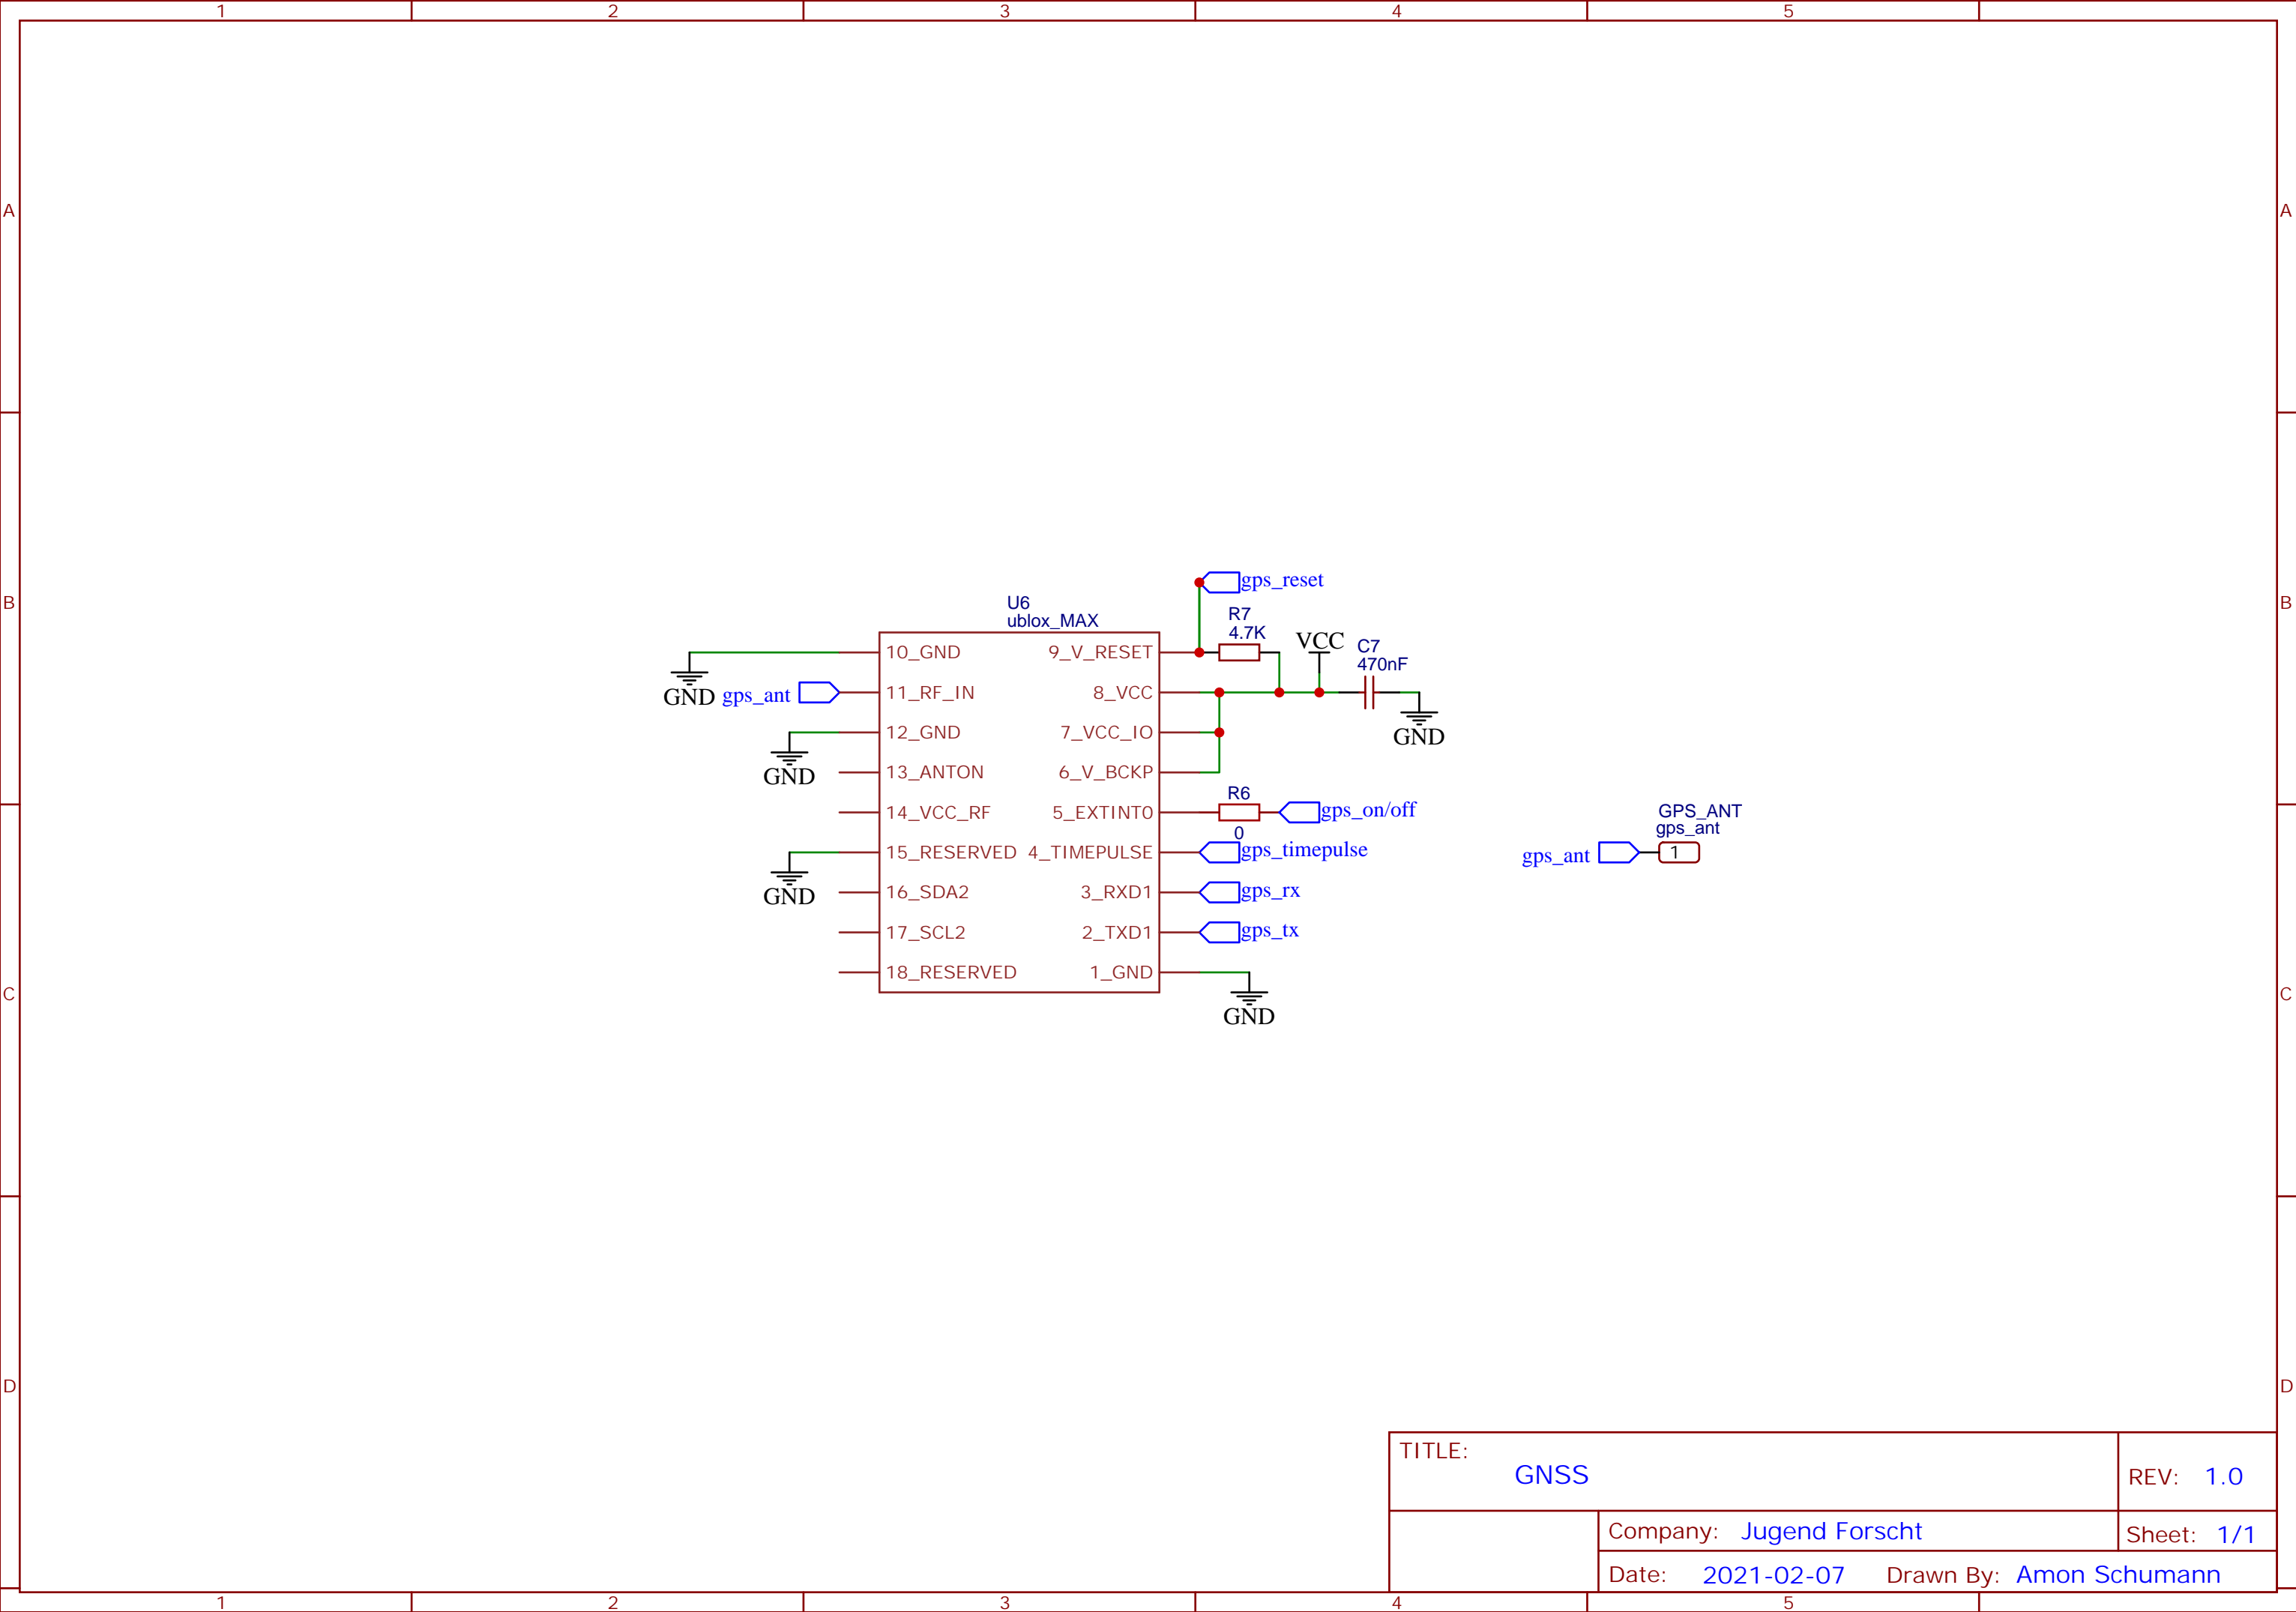 1 2 3 4 5
A A
gps_reset
B B
U6
ublox_MAX
R7
4.7K
VCC
C7
470nF
10_GND 9_V_RESET
GND
gps_ant 11_RF_IN 8_VCC
GND
12_GND 7_VCC_IO
GND
13_ANTON 6_V_BCKP
R6
14_VCC_RF 5_EXTINT0 gps_on/off
0
15_RESERVED 4_TIMEPULSE gps_timepulse
GND
16_SDA2 3_RXD1 gps_rx
17_SCL2 2_TXD1 gps_tx
18_RESERVED 1_GND
GND
GPS_ANT
gps_ant
gps_ant 1
C C
D D
TITLE:
GNSS
REV: 1.0
Company: Jugend Forscht
Sheet: 1/1
Date: 2021-02-07 Drawn By: Amon Schumann
1 2 3 4 5